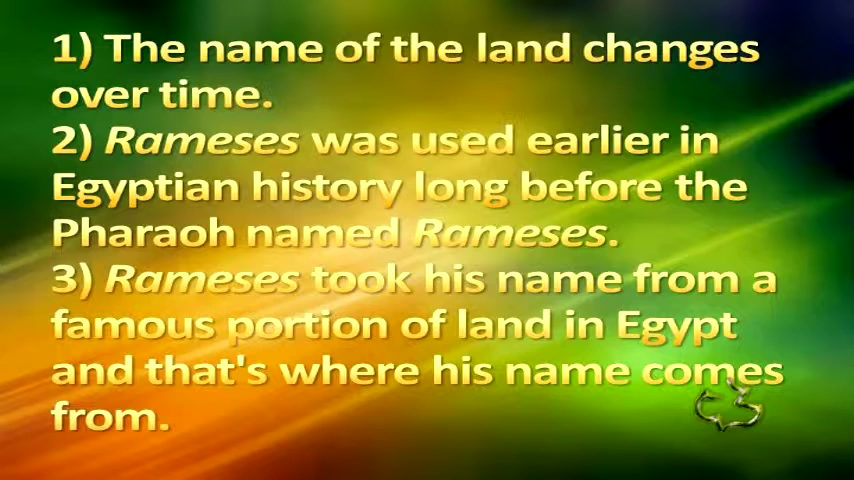 1) The name of the land changes
over time.
2) Rameses was used earlier in
Egyptian history long before the
Pharaoh named Rameses.
3) Rameses took his name from a
famous portion of land in Egypt
and that's where his name comes
from.